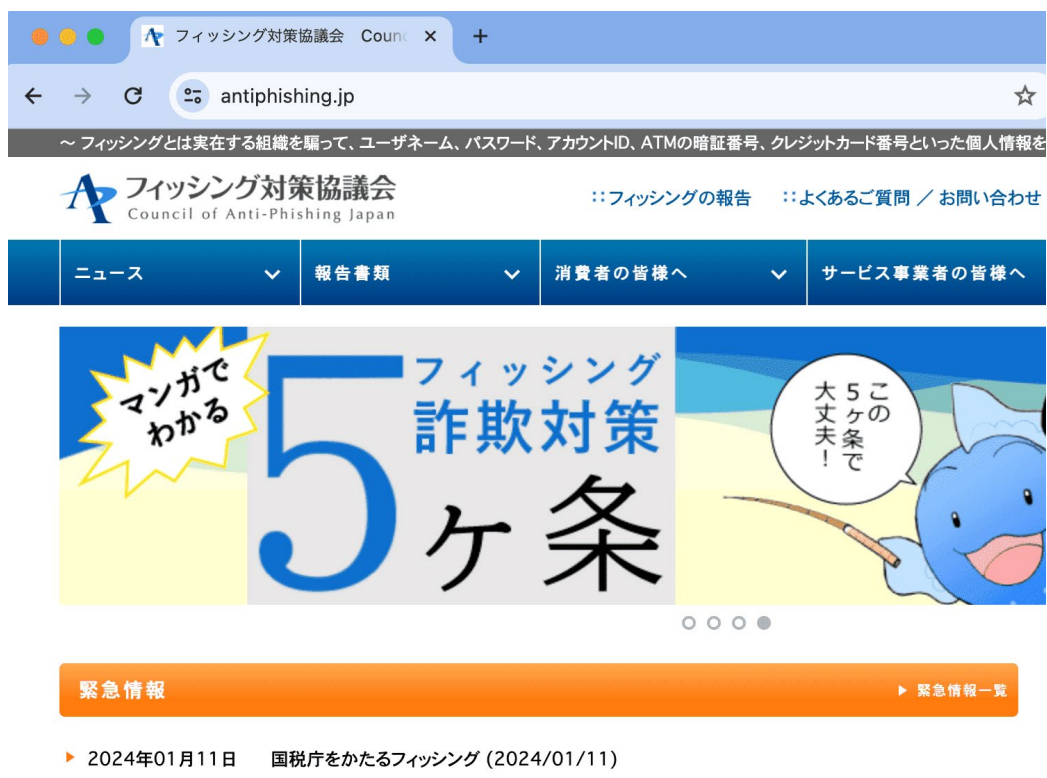 フィッシング対策協議会 Coun
antiphishing.jp
～ フィッシングとは実在する組織を騙って、ユーザネーム、パスワード、アカウントID、ATMの暗証番号、クレジットカード番号といった個人情報を
フィッシング対策協議会
Council of Anti-Phishing Japan
フィッシングの報告 よくあるご質問 ／ お問い合わせ
ニュース 報告書類 消費者の皆様へ サービス事業者の皆様へ
マンガで
わかる
フィッシング
詐欺対策
5ヶ条
この
5ヶ条で
大丈夫！
緊急情報 緊急情報一覧
2024年01月11日 国税庁をかたるフィッシング (2024/01/11)